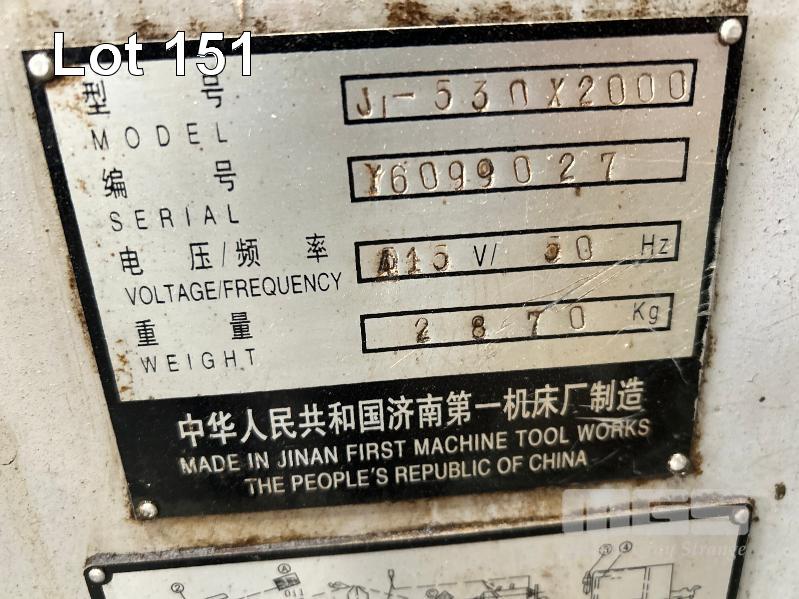 Lot 151
型号 J1-530X2000
MODEL
编号 Y6099027
SERIAL
电压/频率 415 V/ 50 Hz
VOLTAGE/FREQUENCY
重量 2870 Kg
WEIGHT
中华人民共和国济南第一机床厂制造
MADE IN JINAN FIRST MACHINE TOOL WORKS
THE PEOPLE'S REPUBLIC OF CHINA